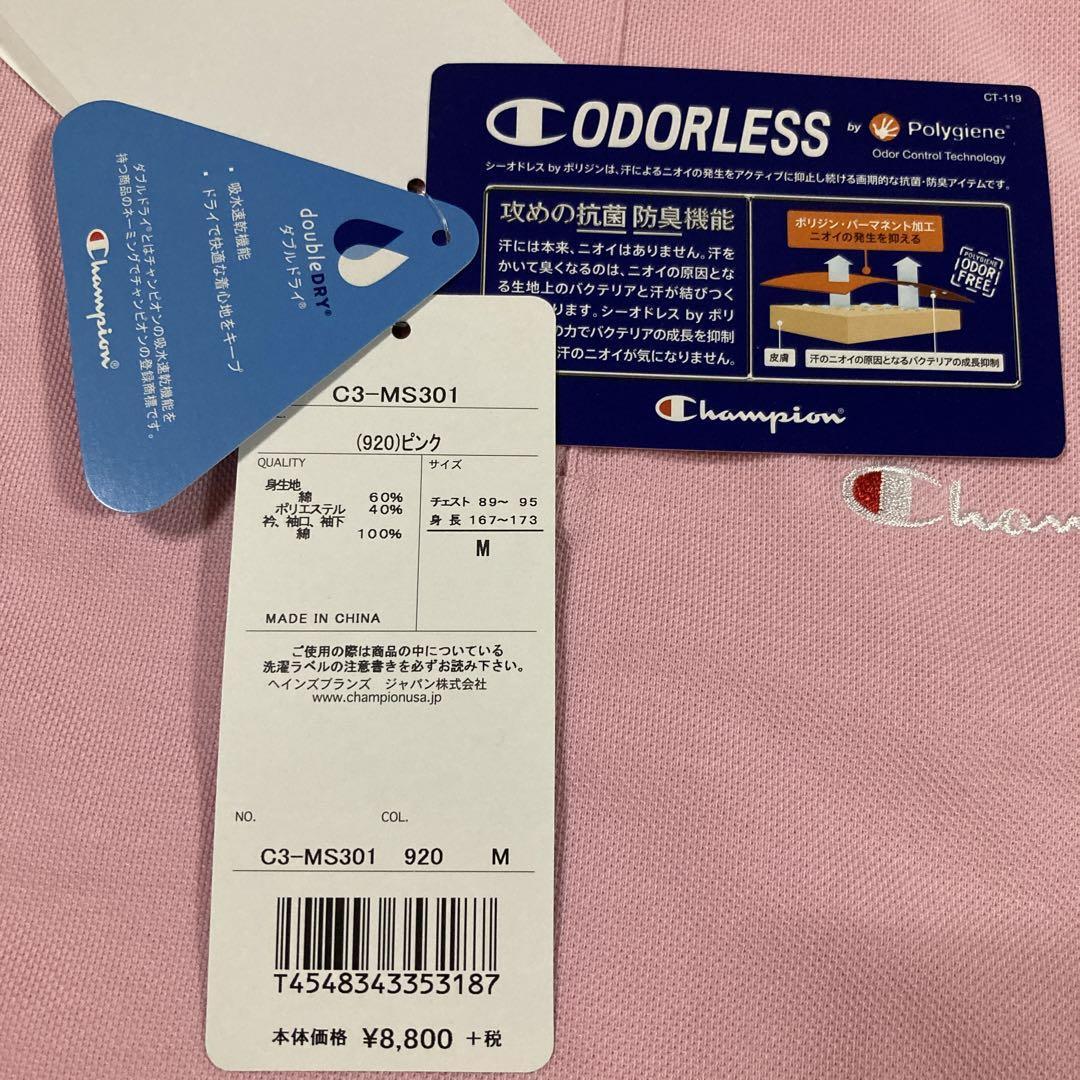 CT-119
C ODORLESS by Polygiene®
Odor Control Technology
シーオドレス by ポリジンは、汗によるニオイの発生をアクティブに抑止し続ける画期的な抗菌・防臭アイテムです。
攻めの抗菌 防臭機能
汗には本来、ニオイはありません。汗を
かいて臭くなるのは、ニオイの原因とな
る生地上のバクテリアと汗が結びつく
ります。シーオドレス by ポリ
の力でバクテリアの成長を抑制
汗のニオイが気になりません。
ポリジン・パーマネント加工
ニオイの発生を抑える
POLYGIENE
ODOR
FREE
皮膚
汗のニオイの原因となるバクテリアの成長抑制
Champion®
doubleDRY®
ダブルドライ®
・吸水速乾機能
・ドライで快適な着心地をキープ
ダブルドライ®とはチャンピオンの吸水速乾機能を
持つ商品のネーミングでチャンピオンの登録商標です。
Champion®
C3-MS301
(920)ピンク
QUALITY
身生地
綿 60%
ポリエステル 40%
衿、袖口、袖下
綿 100%
サイズ
チェスト 89〜 95
身 長 167〜173
M
MADE IN CHINA
ご使用の際は商品の中についている
洗濯ラベルの注意書きを必ずお読み下さい。
ヘインズブランズ ジャパン株式会社
www.championusa.jp
NO. COL.
C3-MS301 920 M
T4548343353187
本体価格 ¥8,800 +税
Cham